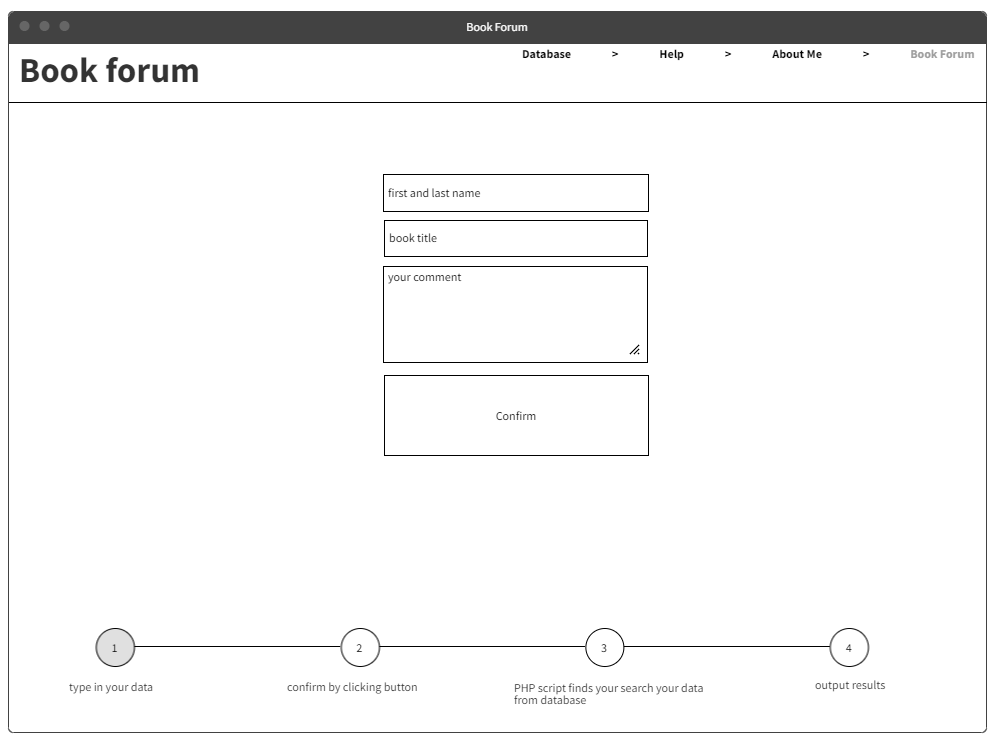 Book Forum
Book forum
Database > Help > About Me > Book Forum
first and last name
book title
your comment
Confirm
1 2 3 4
type in your data
confirm by clicking button
PHP script finds your search your data
from database
output results